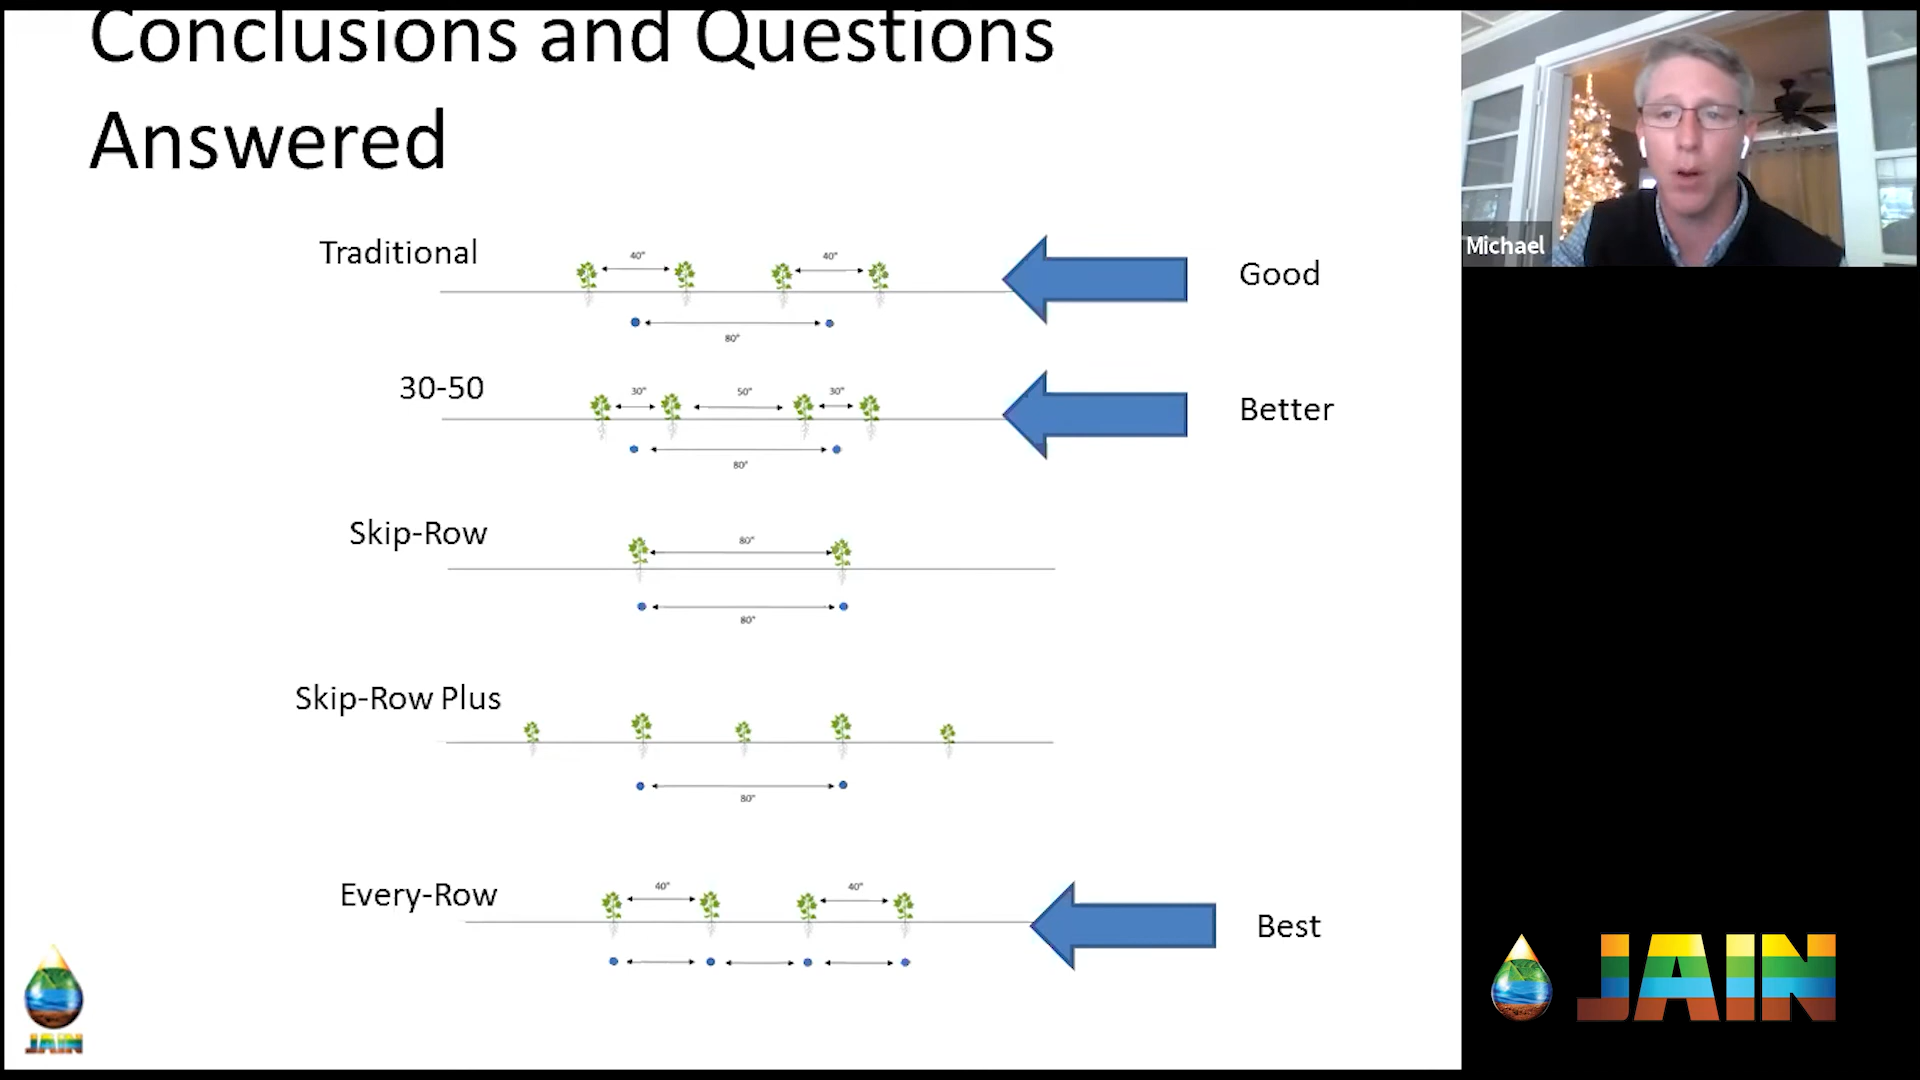 Conclusions and Questions
Answered
Traditional
40"
40"
80"
Good
30-50
30"
50"
30"
80"
Better
Skip-Row
80"
80"
Skip-Row Plus
80"
Every-Row
40"
40"
Best
JAIN
Michael
JAIN